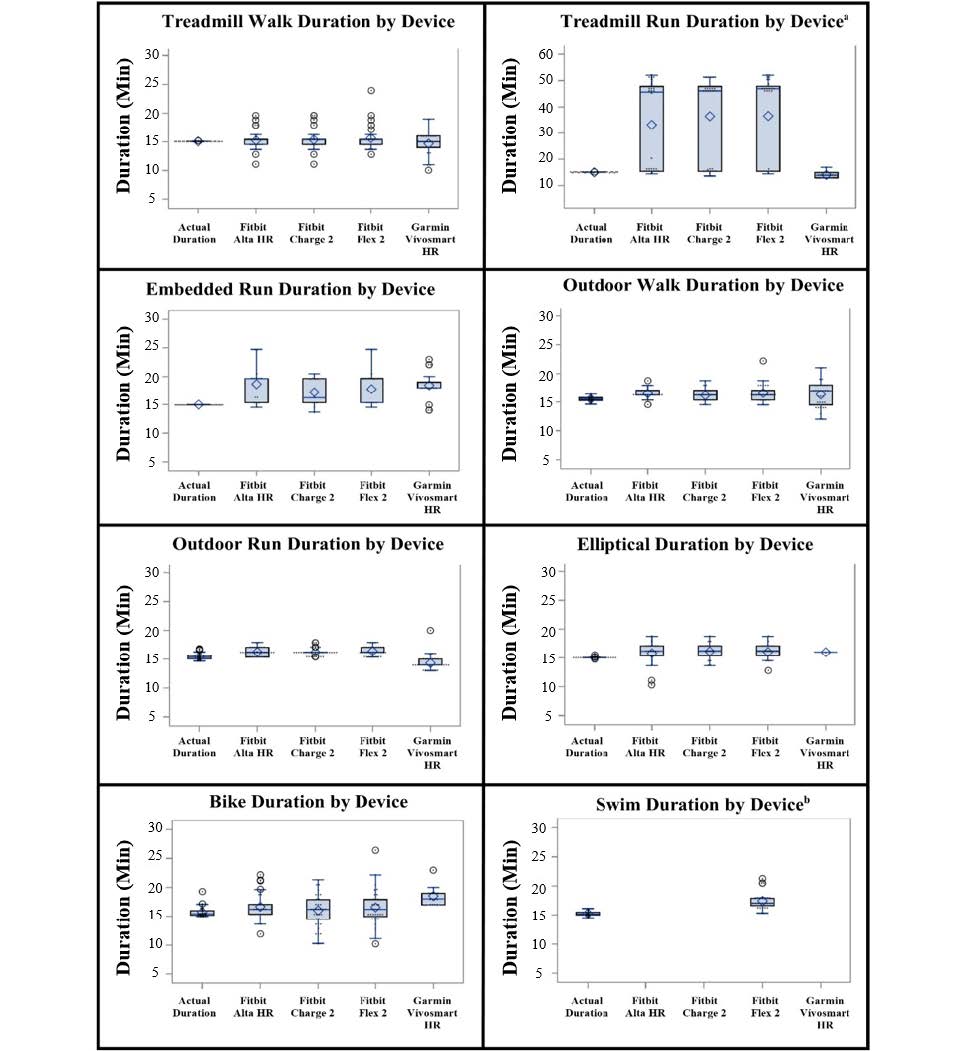 Treadmill Walk Duration by Device
Duration (Min)
30
25
20
15
10
5
Actual
Duration
Fitbit
Alta HR
Fitbit
Charge 2
Fitbit
Flex 2
Garmin
Vivosmart
HR
Treadmill Run Duration by Deviceᵃ
Duration (Min)
60
50
40
30
20
10
Actual
Duration
Fitbit
Alta HR
Fitbit
Charge 2
Fitbit
Flex 2
Garmin
Vivosmart
HR
Embedded Run Duration by Device
Duration (Min)
30
25
20
15
10
5
Actual
Duration
Fitbit
Alta HR
Fitbit
Charge 2
Fitbit
Flex 2
Garmin
Vivosmart
HR
Outdoor Walk Duration by Device
Duration (Min)
30
25
20
15
10
5
Actual
Duration
Fitbit
Alta HR
Fitbit
Charge 2
Fitbit
Flex 2
Garmin
Vivosmart
HR
Outdoor Run Duration by Device
Duration (Min)
30
25
20
15
10
5
Actual
Duration
Fitbit
Alta HR
Fitbit
Charge 2
Fitbit
Flex 2
Garmin
Vivosmart
HR
Elliptical Duration by Device
Duration (Min)
30
25
20
15
10
5
Actual
Duration
Fitbit
Alta HR
Fitbit
Charge 2
Fitbit
Flex 2
Garmin
Vivosmart
HR
Bike Duration by Device
Duration (Min)
30
25
20
15
10
5
Actual
Duration
Fitbit
Alta HR
Fitbit
Charge 2
Fitbit
Flex 2
Garmin
Vivosmart
HR
Swim Duration by Deviceᵇ
Duration (Min)
30
25
20
15
10
5
Actual
Duration
Fitbit
Alta HR
Fitbit
Charge 2
Fitbit
Flex 2
Garmin
Vivosmart
HR